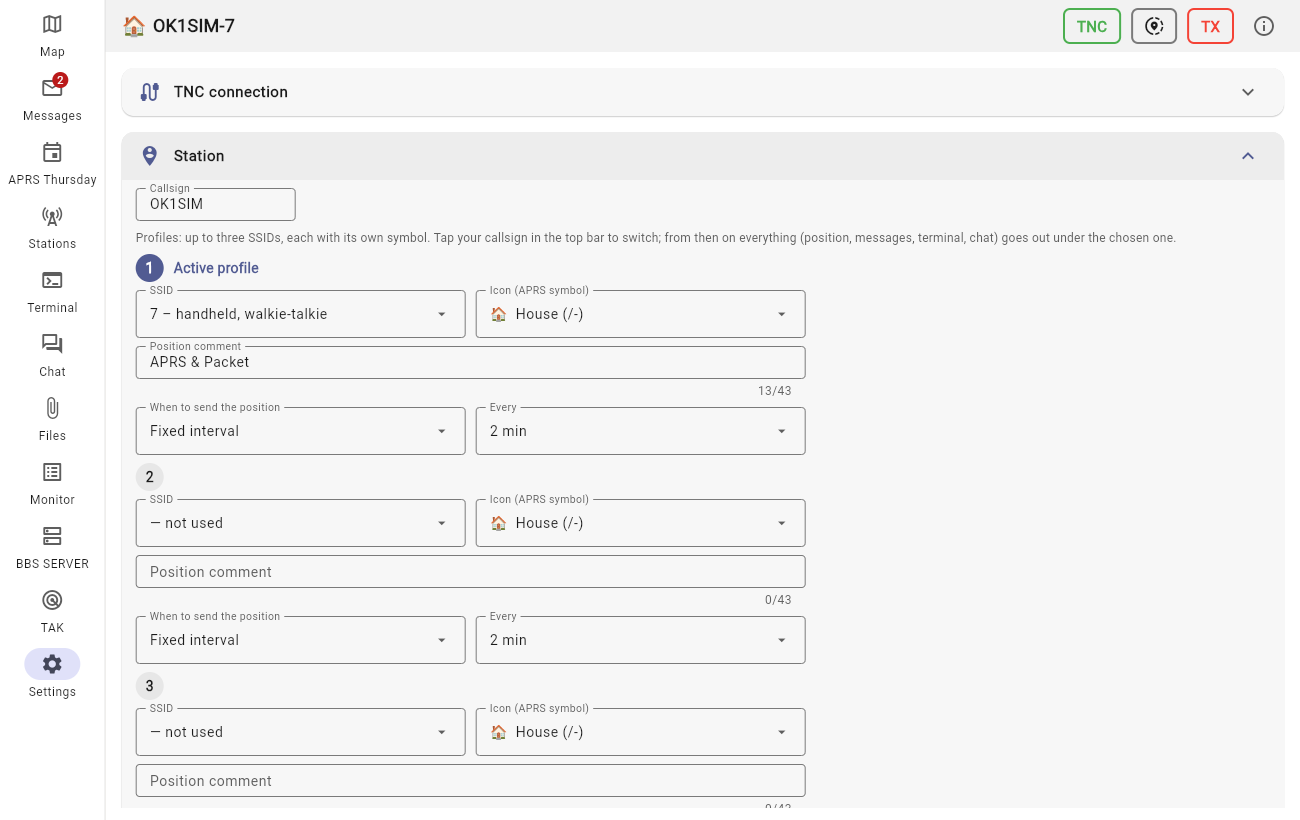 OK1SIM-7
TNC
TX
Map
2
Messages
APRS Thursday
Stations
Terminal
Chat
Files
Monitor
BBS SERVER
TAK
Settings
TNC connection
Station
Callsign
OK1SIM
Profiles: up to three SSIDs, each with its own symbol. Tap your callsign in the top bar to switch; from then on everything (position, messages, terminal, chat) goes out under the chosen one.
1 Active profile
SSID Icon (APRS symbol)
7 – handheld, walkie-talkie House (/-)
Position comment
APRS & Packet
13/43
When to send the position Every
Fixed interval 2 min
2
SSID Icon (APRS symbol)
— not used House (/-)
Position comment
0/43
When to send the position Every
Fixed interval 2 min
3
SSID Icon (APRS symbol)
— not used House (/-)
Position comment
0/43